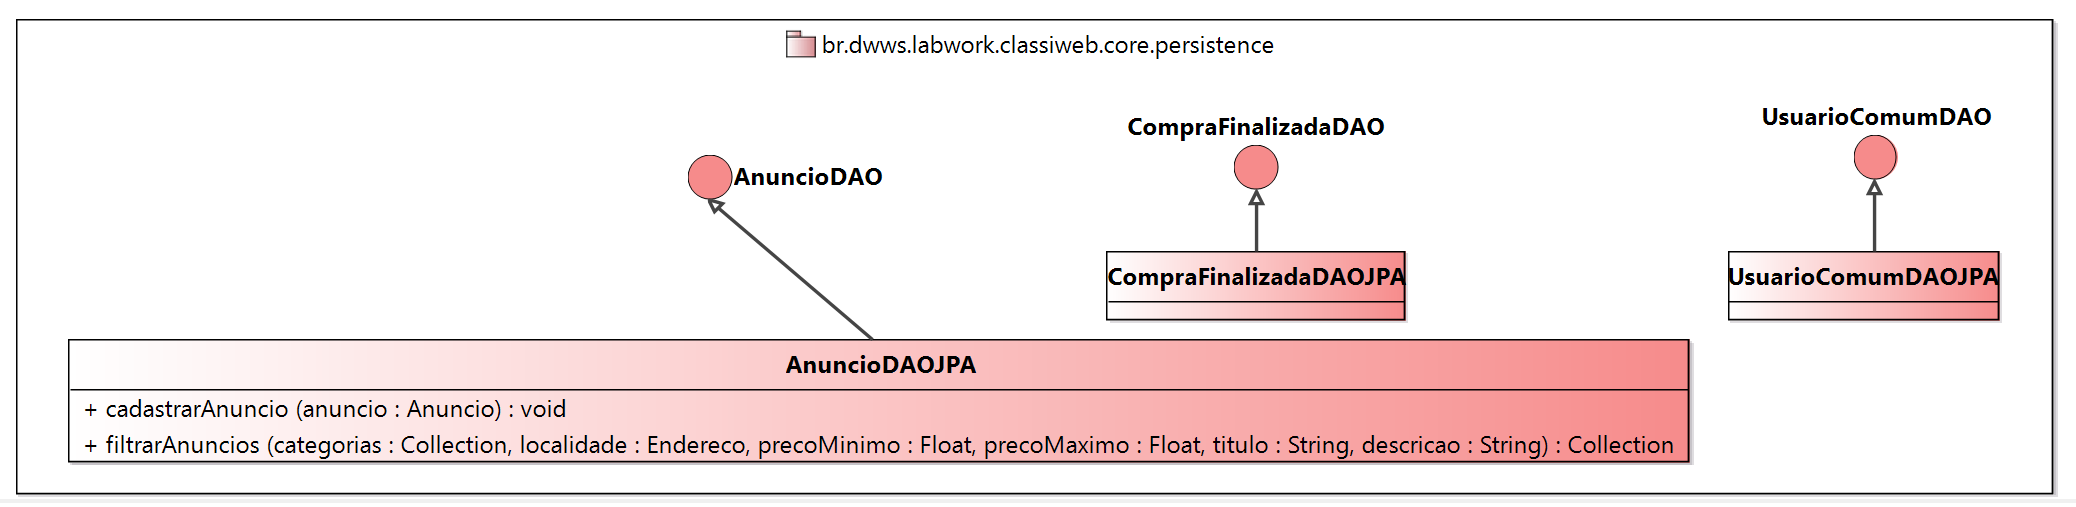 br.dwws.labwork.classiweb.core.persistence
AnuncioDAO
CompraFinalizadaDAO
UsuarioComumDAO
CompraFinalizadaDAOJPA
UsuarioComumDAOJPA
AnuncioDAOJPA
+ cadastrarAnuncio (anuncio : Anuncio) : void
+ filtrarAnuncios (categorias : Collection, localidade : Endereco, precoMinimo : Float, precoMaximo : Float, titulo : String, descricao : String) : Collection